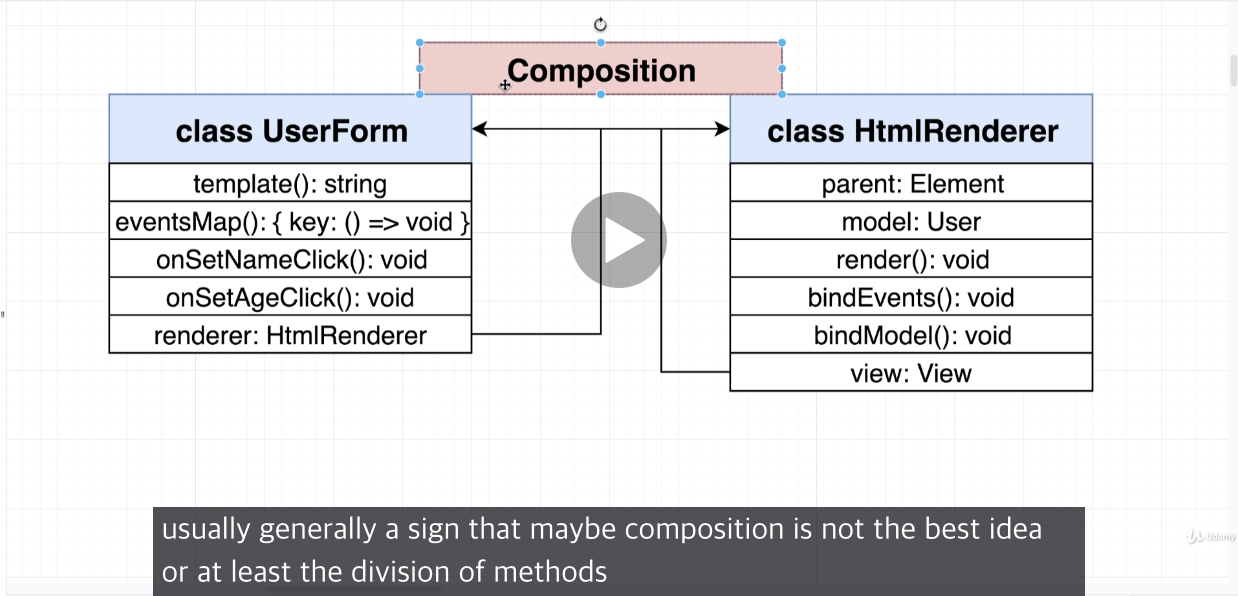 Composition
class UserForm
template(): string
eventsMap(): { key: () => void }
onSetNameClick(): void
onSetAgeClick(): void
renderer: HtmlRenderer
class HtmlRenderer
parent: Element
model: User
render(): void
bindEvents(): void
bindModel(): void
view: View
usually generally a sign that maybe composition is not the best idea
or at least the division of methods
Udemy